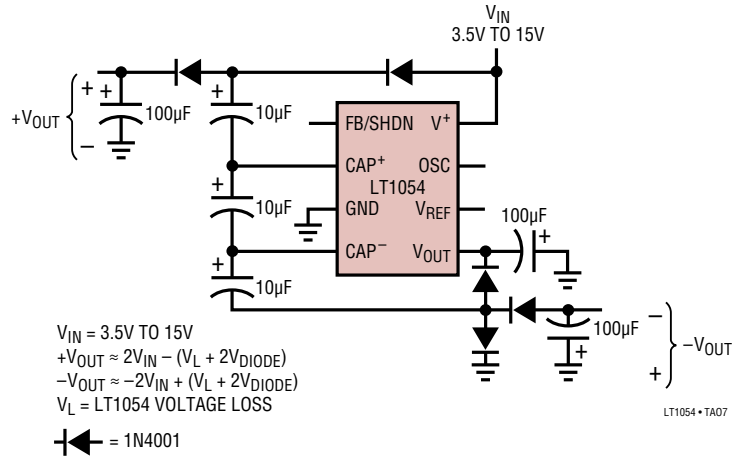 V_IN
3.5V TO 15V
+
+
+
100µF
10µF
+V_OUT
–
FB/SHDN V⁺
CAP⁺ OSC
LT1054
+
10µF
GND V_REF
100µF
+
CAP⁻ V_OUT
+
10µF
100µF
–
–V_OUT
+
+
V_IN = 3.5V TO 15V
+V_OUT ≈ 2V_IN – (V_L + 2V_DIODE)
–V_OUT ≈ –2V_IN + (V_L + 2V_DIODE)
V_L = LT1054 VOLTAGE LOSS
LT1054 • TA07
= 1N4001